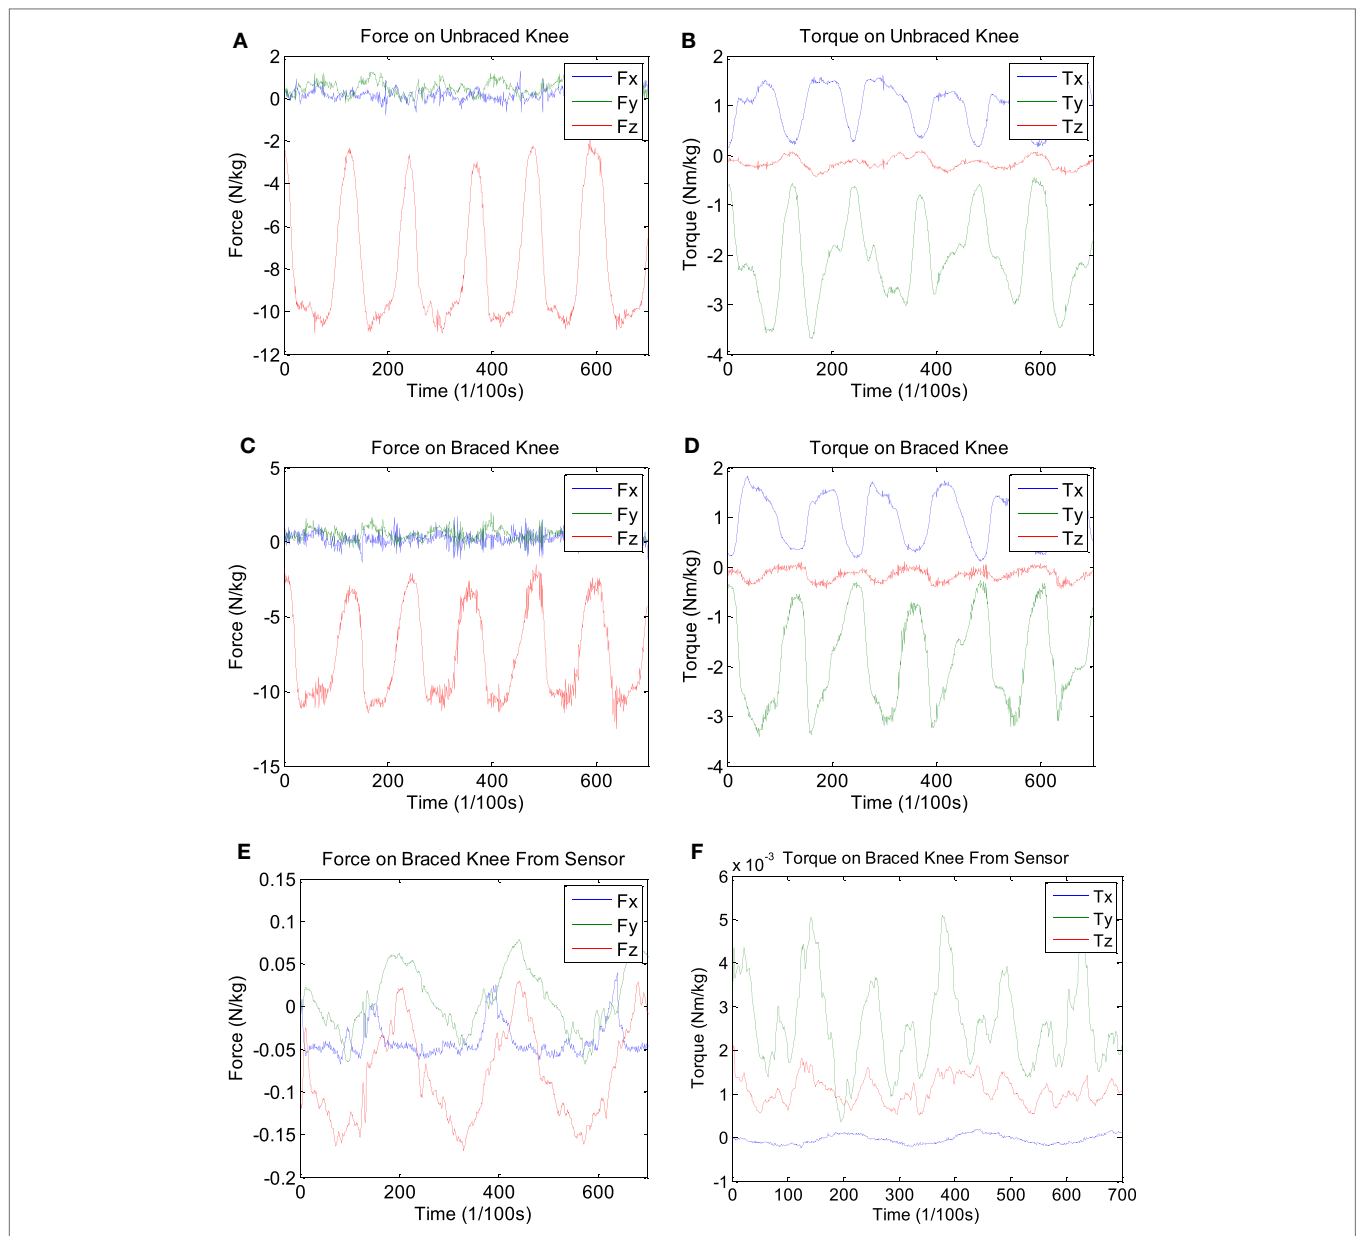 A
Force on Unbraced Knee
2
0
-2
-4
-6
-8
-10
-12
Force (N/kg)
Fx
Fy
Fz
0 200 400 600
Time (1/100s)
B
Torque on Unbraced Knee
2
1
0
-1
-2
-3
-4
Torque (Nm/kg)
Tx
Ty
Tz
0 200 400 600
Time (1/100s)
C
Force on Braced Knee
5
0
-5
-10
-15
Force (N/kg)
Fx
Fy
Fz
0 200 400 600
Time (1/100s)
D
Torque on Braced Knee
2
1
0
-1
-2
-3
-4
Torque (Nm/kg)
Tx
Ty
Tz
0 200 400 600
Time (1/100s)
E
Force on Braced Knee From Sensor
0.15
0.1
0.05
0
-0.05
-0.1
-0.15
-0.2
Force (N/kg)
Fx
Fy
Fz
0 200 400 600
Time (1/100s)
F
x 10-3 Torque on Braced Knee From Sensor
6
5
4
3
2
1
0
-1
Torque (Nm/kg)
Tx
Ty
Tz
0 100 200 300 400 500 600 700
Time (1/100s)